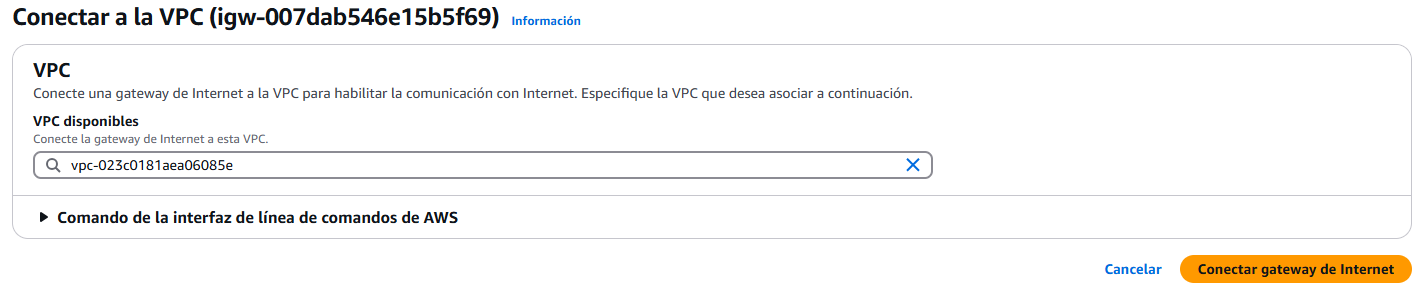 Conectar a la VPC (igw-007dab546e15b5f69) Información
VPC
Conecte una gateway de Internet a la VPC para habilitar la comunicación con Internet. Especifique la VPC que desea asociar a continuación.
VPC disponibles
Conecte la gateway de Internet a esta VPC.
vpc-023c0181aea06085e
Comando de la interfaz de línea de comandos de AWS
Cancelar Conectar gateway de Internet